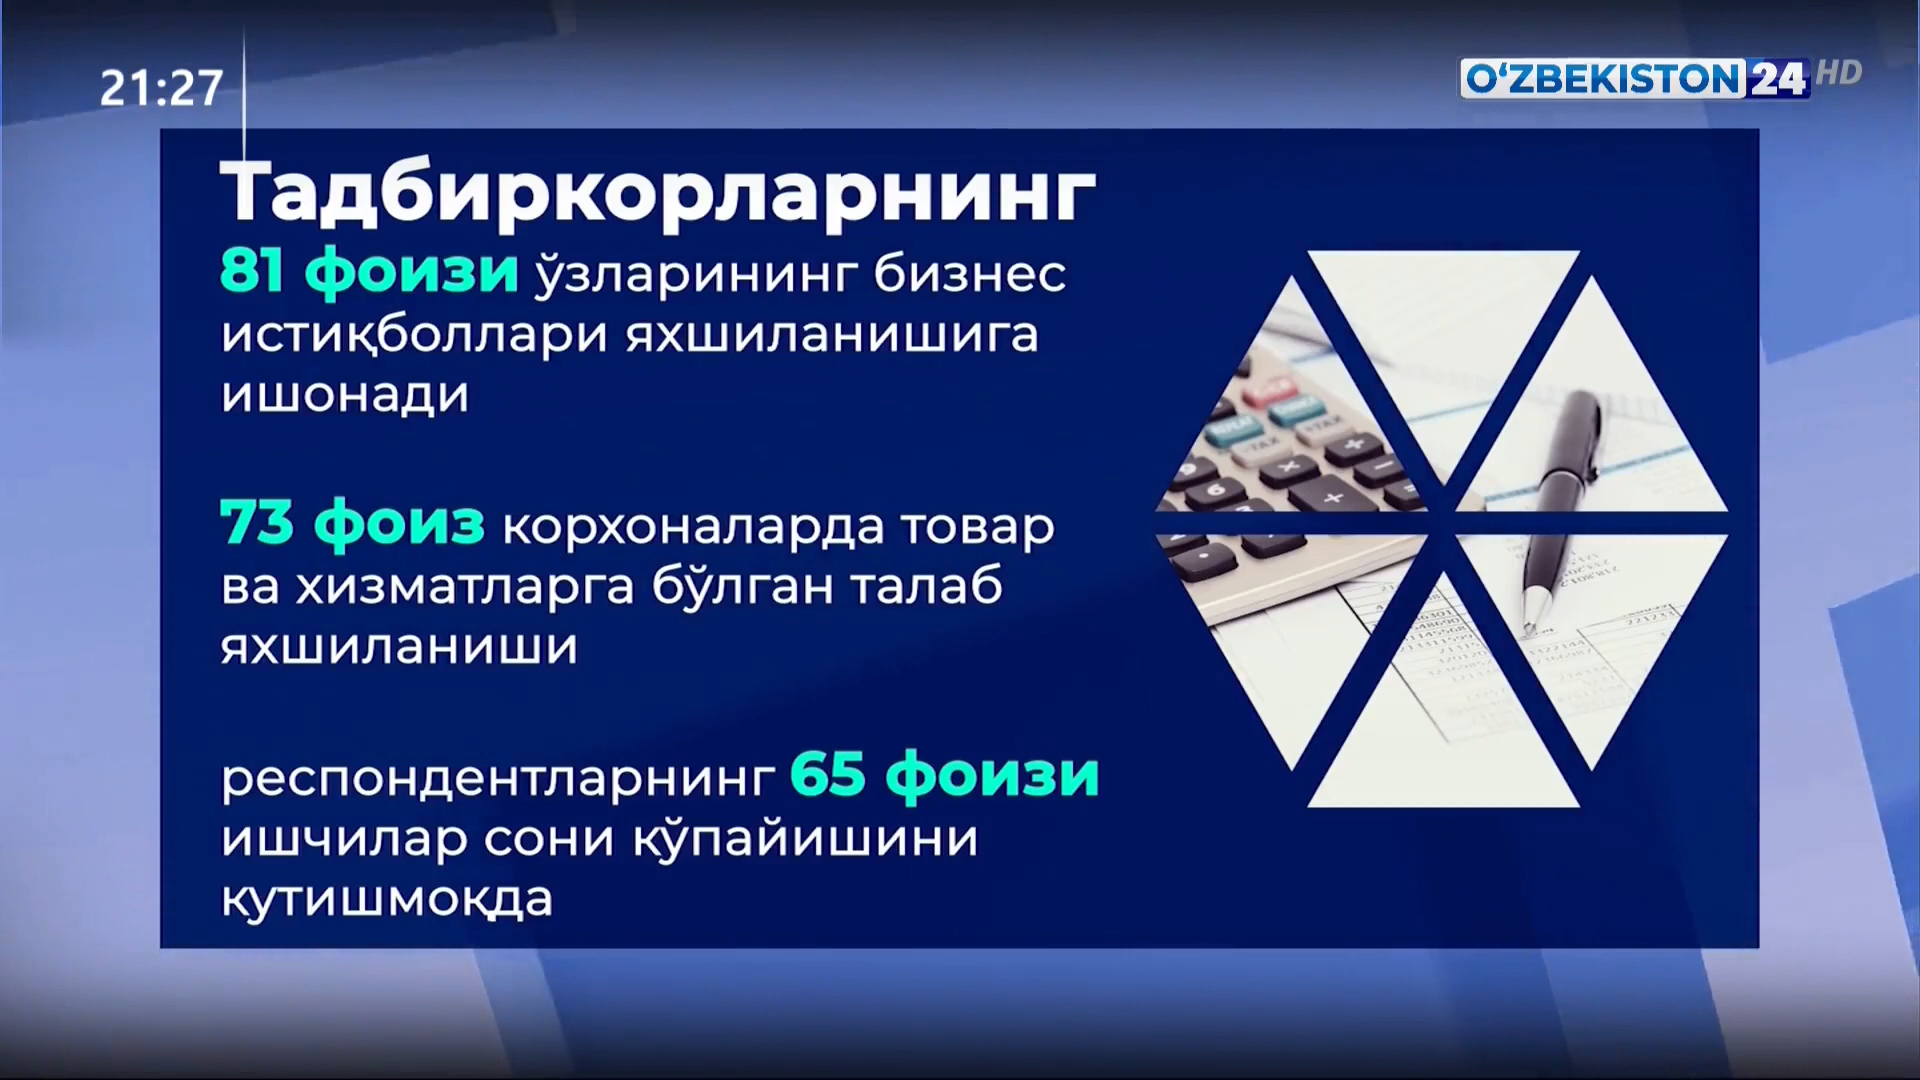 21:27
O‘ZBEKISTON 24 HD
Тадбиркорларнинг
81 фоизи ўзларининг бизнес
истиқболлари яхшиланишига
ишонади
73 фоиз корхоналарда товар
ва хизматларга бўлган талаб
яхшиланиши
респондентларнинг 65 фоизи
ишчилар сони кўпайишини
кутишмоқда